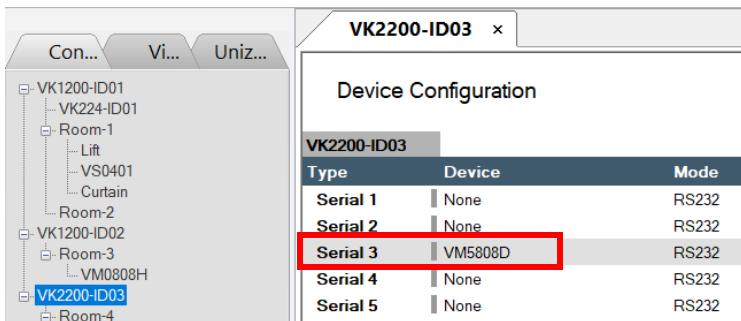 Con...
Vi...
Uniz...
VK1200-ID01
VK224-ID01
Room-1
Lift
VS0401
Curtain
Room-2
VK1200-ID02
Room-3
VM0808H
VK2200-ID03
Room-4
VK2200-ID03 ×
Device Configuration
VK2200-ID03
Type Device Mode
Serial 1 None RS232
Serial 2 None RS232
Serial 3 VM5808D RS232
Serial 4 None RS232
Serial 5 None RS232